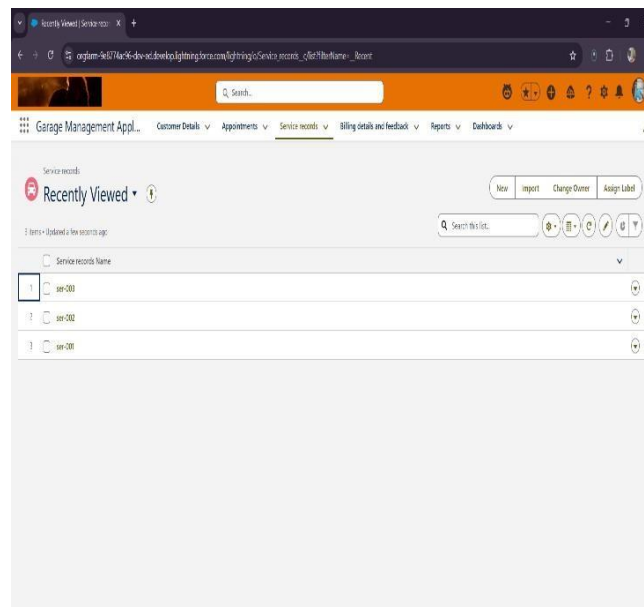 Recently Viewed | Service recor X +
orgfarm-9e8774ac96-dev-ed.develop.lightning.force.com/lightning/o/Service_records__c/list?filterName=__Recent
Search...
Garage Management Appl... Customer Details Appointments Service records Billing details and feedback Reports Dashboards
Service records
Recently Viewed
New Import Change Owner Assign Label
3 items • Updated a few seconds ago
Search this list...
Service records Name
1 ser-003
2 ser-002
3 ser-001